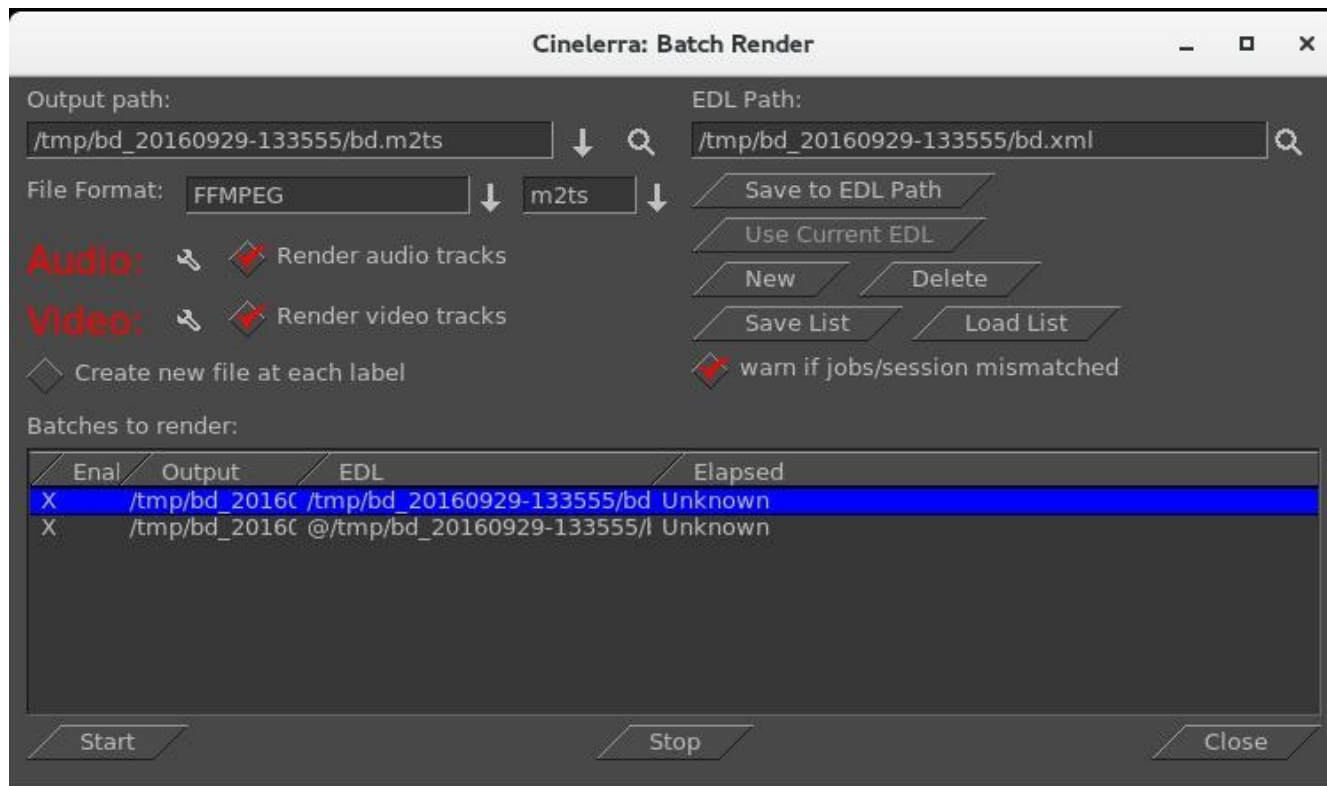 Cinelerra: Batch Render
Output path:
EDL Path:
/tmp/bd_20160929-133555/bd.m2ts
/tmp/bd_20160929-133555/bd.xml
File Format:
FFMPEG
m2ts
Save to EDL Path
Use Current EDL
Audio:
Render audio tracks
New
Delete
Video:
Render video tracks
Save List
Load List
Create new file at each label
warn if jobs/session mismatched
Batches to render:
Enal Output EDL Elapsed
X /tmp/bd_2016 /tmp/bd_20160929-133555/bd Unknown
X /tmp/bd_2016 @/tmp/bd_20160929-133555/ Unknown
Start
Stop
Close